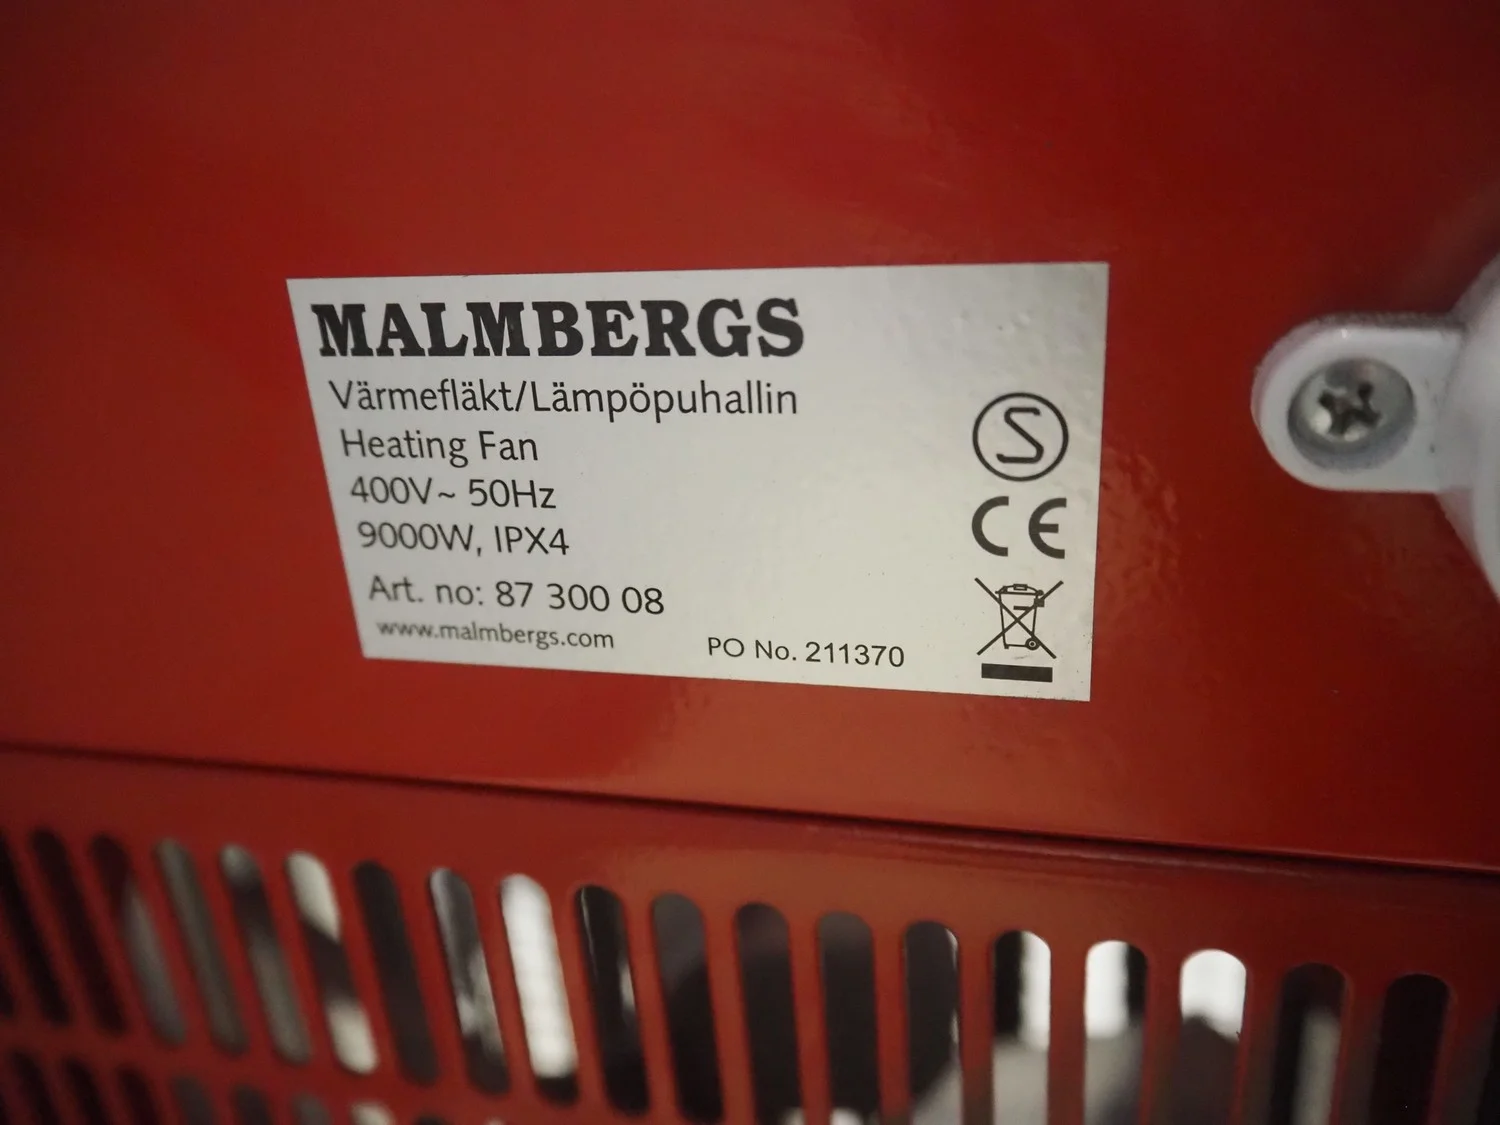 MALMBERGS
Värmefläkt/Lämpöpuhallin
Heating Fan
400V~ 50Hz
9000W, IPX4
Art. no: 87 300 08
www.malmbergs.com
PO No. 211370
S
CE